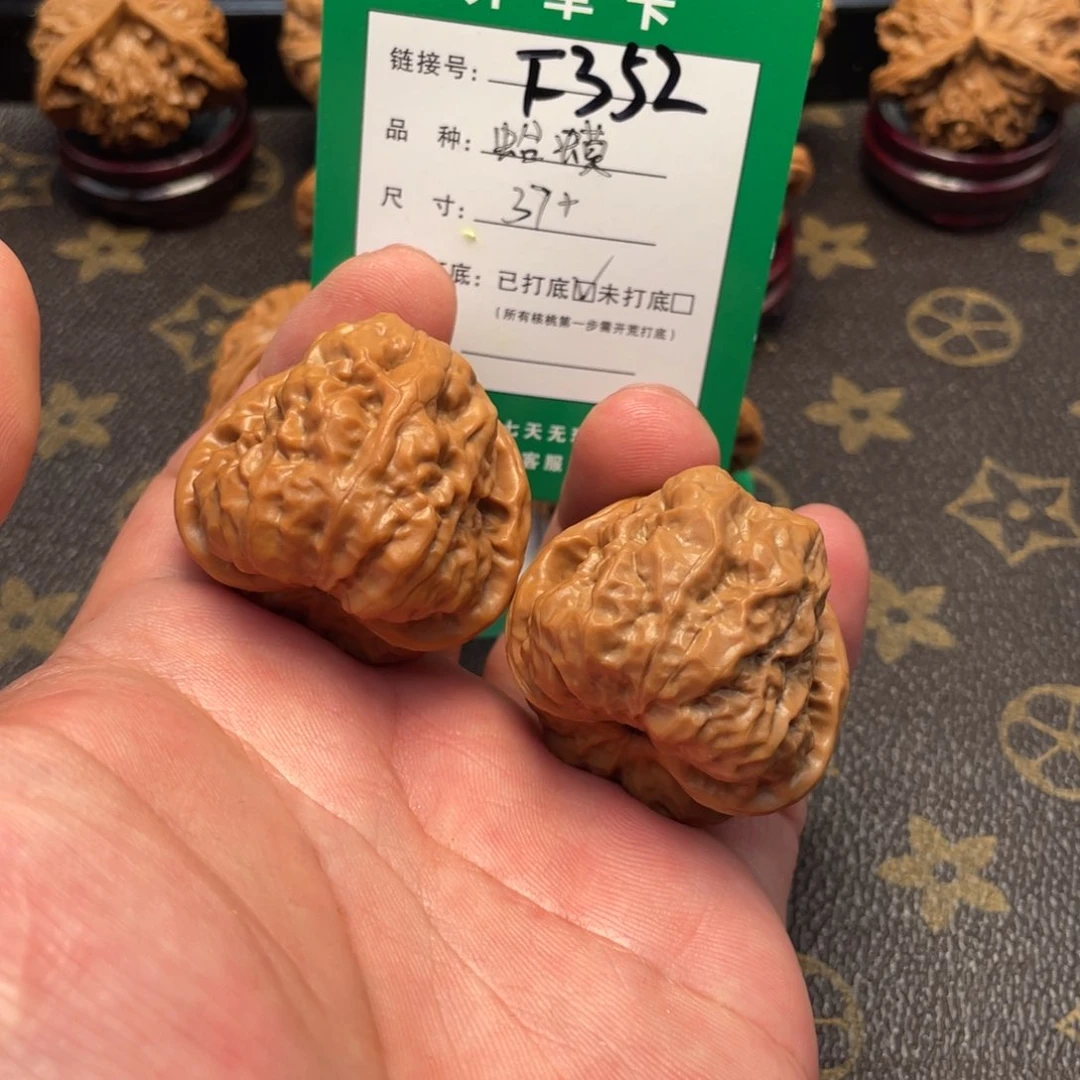 链接号: F352
品 种: 蛤蟆
尺 寸: 37+
底: 已打底☑未打底☐
(所有核桃第一步需开荒打底)
七天无
客服